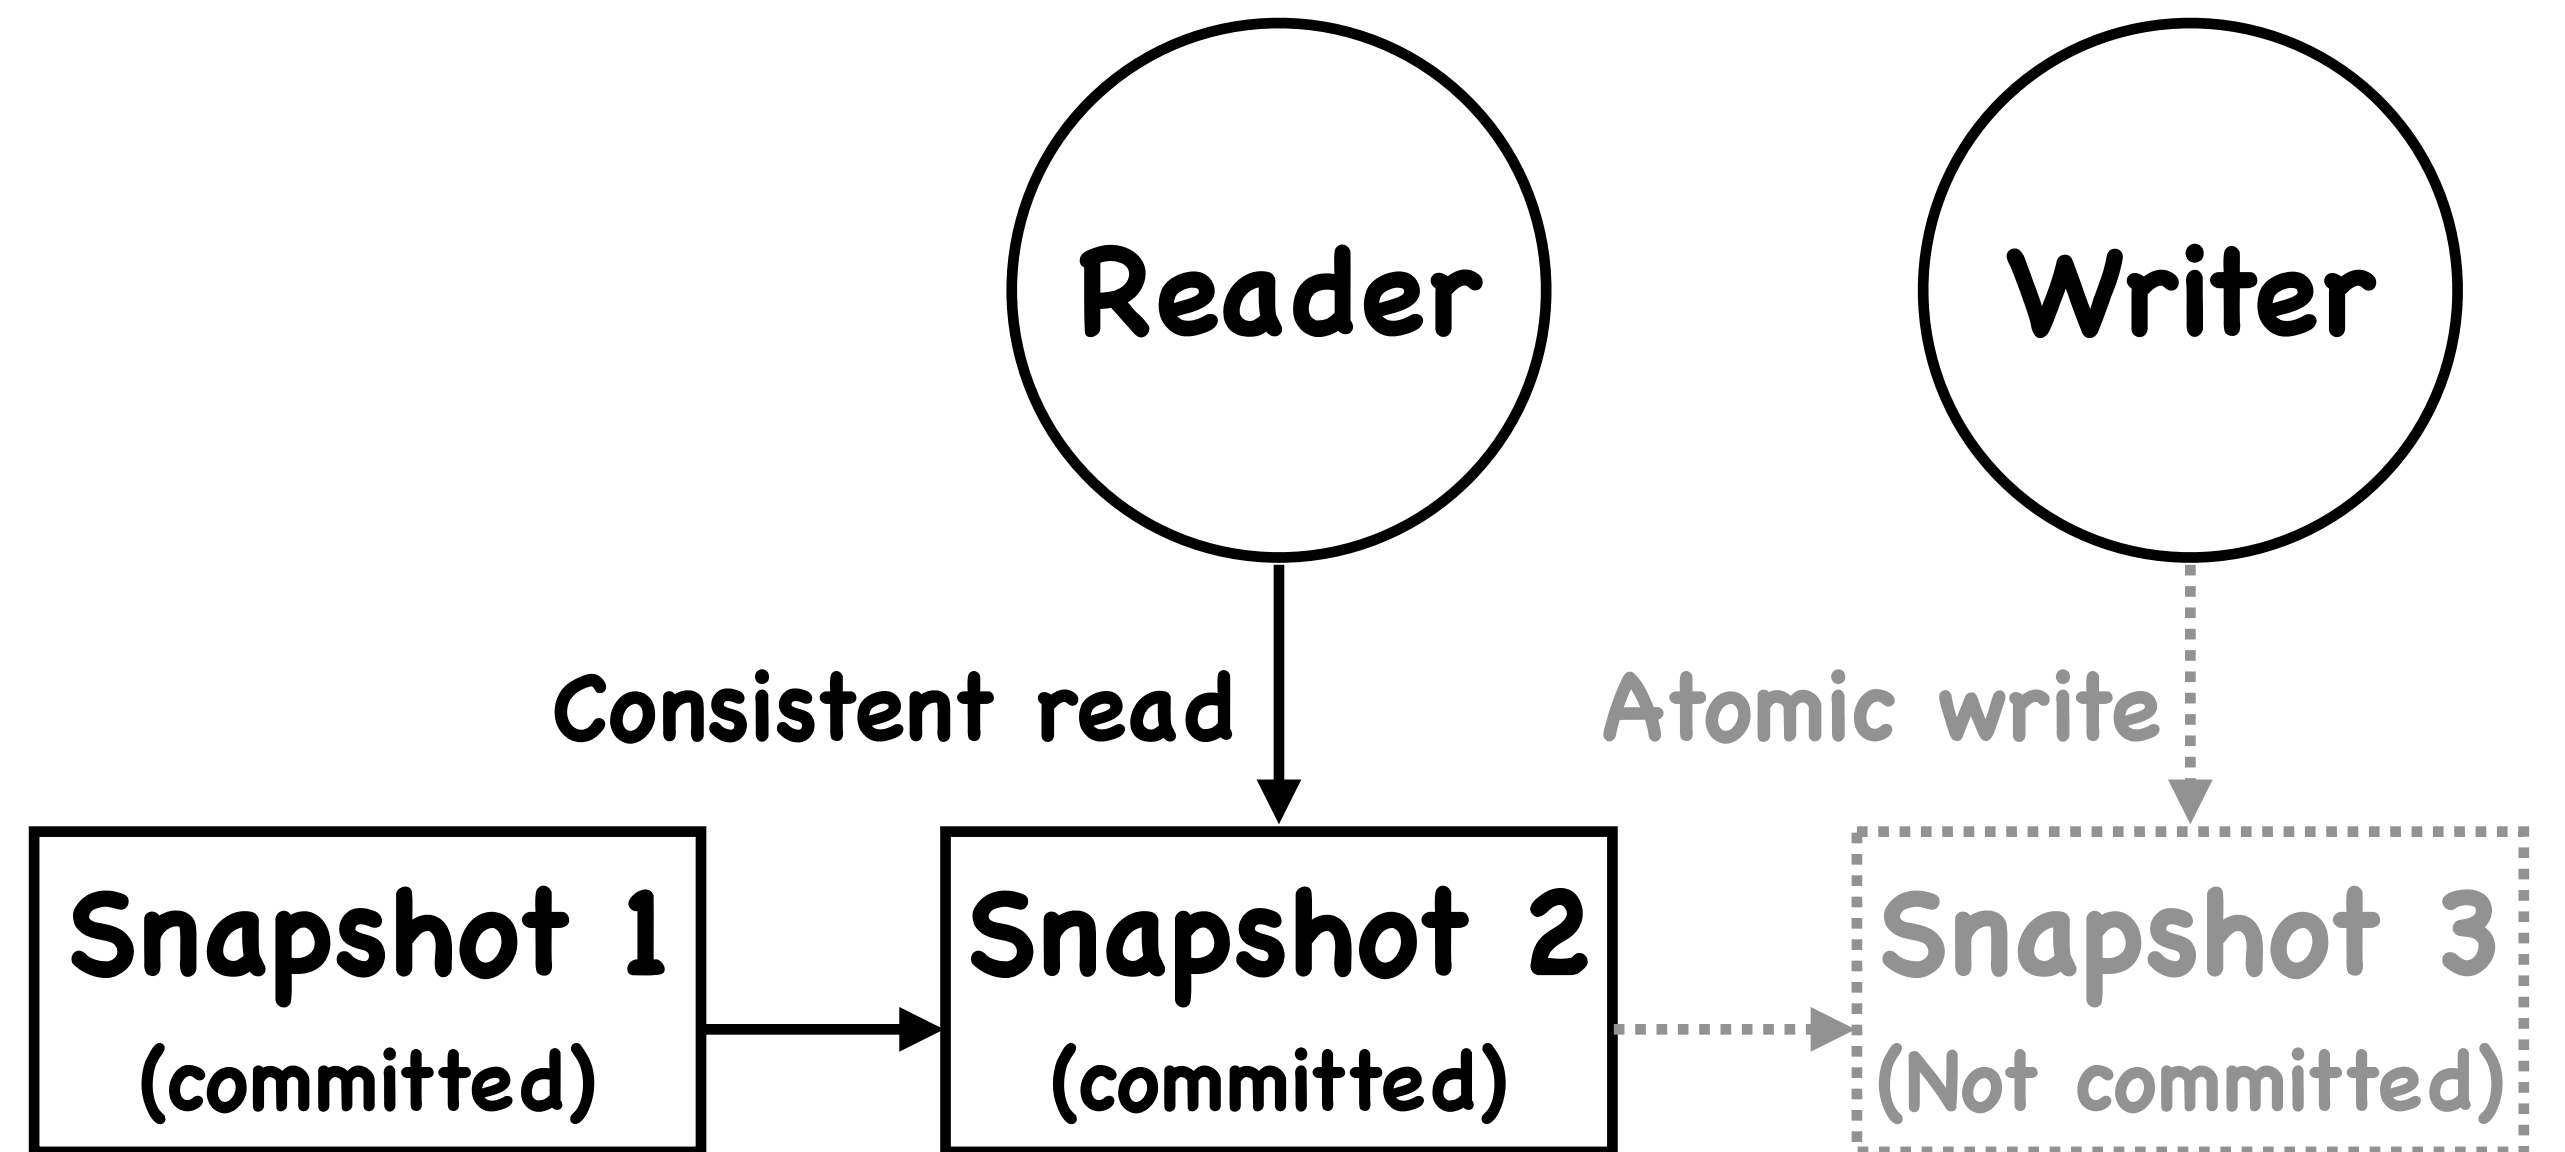 Reader
Writer
Consistent read
Atomic write
Snapshot 1
(committed)
Snapshot 2
(committed)
Snapshot 3
(Not committed)